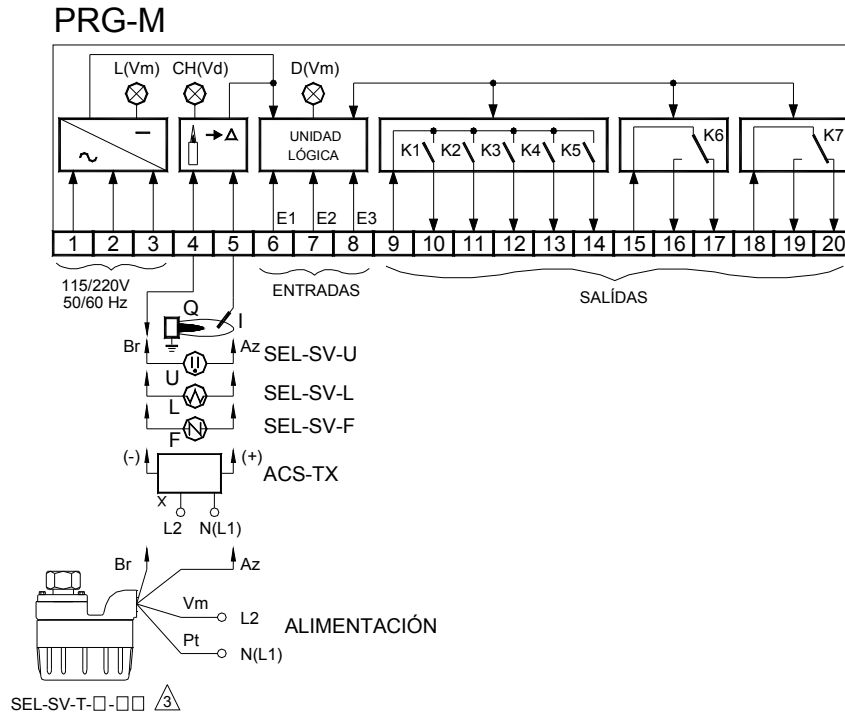 PRG-M
L(Vm) CH(Vd) D(Vm)
UNIDAD
LÓGICA
K1 K2 K3 K4 K5 K6 K7
E1 E2 E3
1 2 3 4 5 6 7 8 9 10 11 12 13 14 15 16 17 18 19 20
115/220V
50/60 Hz
ENTRADAS
SALÍDAS
Q
I
Br Az SEL-SV-U
U
SEL-SV-L
L
SEL-SV-F
F
(-) (+)
ACS-TX
X
L2 N(L1)
Br Az
Vm L2
ALIMENTACIÓN
Pt N(L1)
SEL-SV-T-□-□□ 3